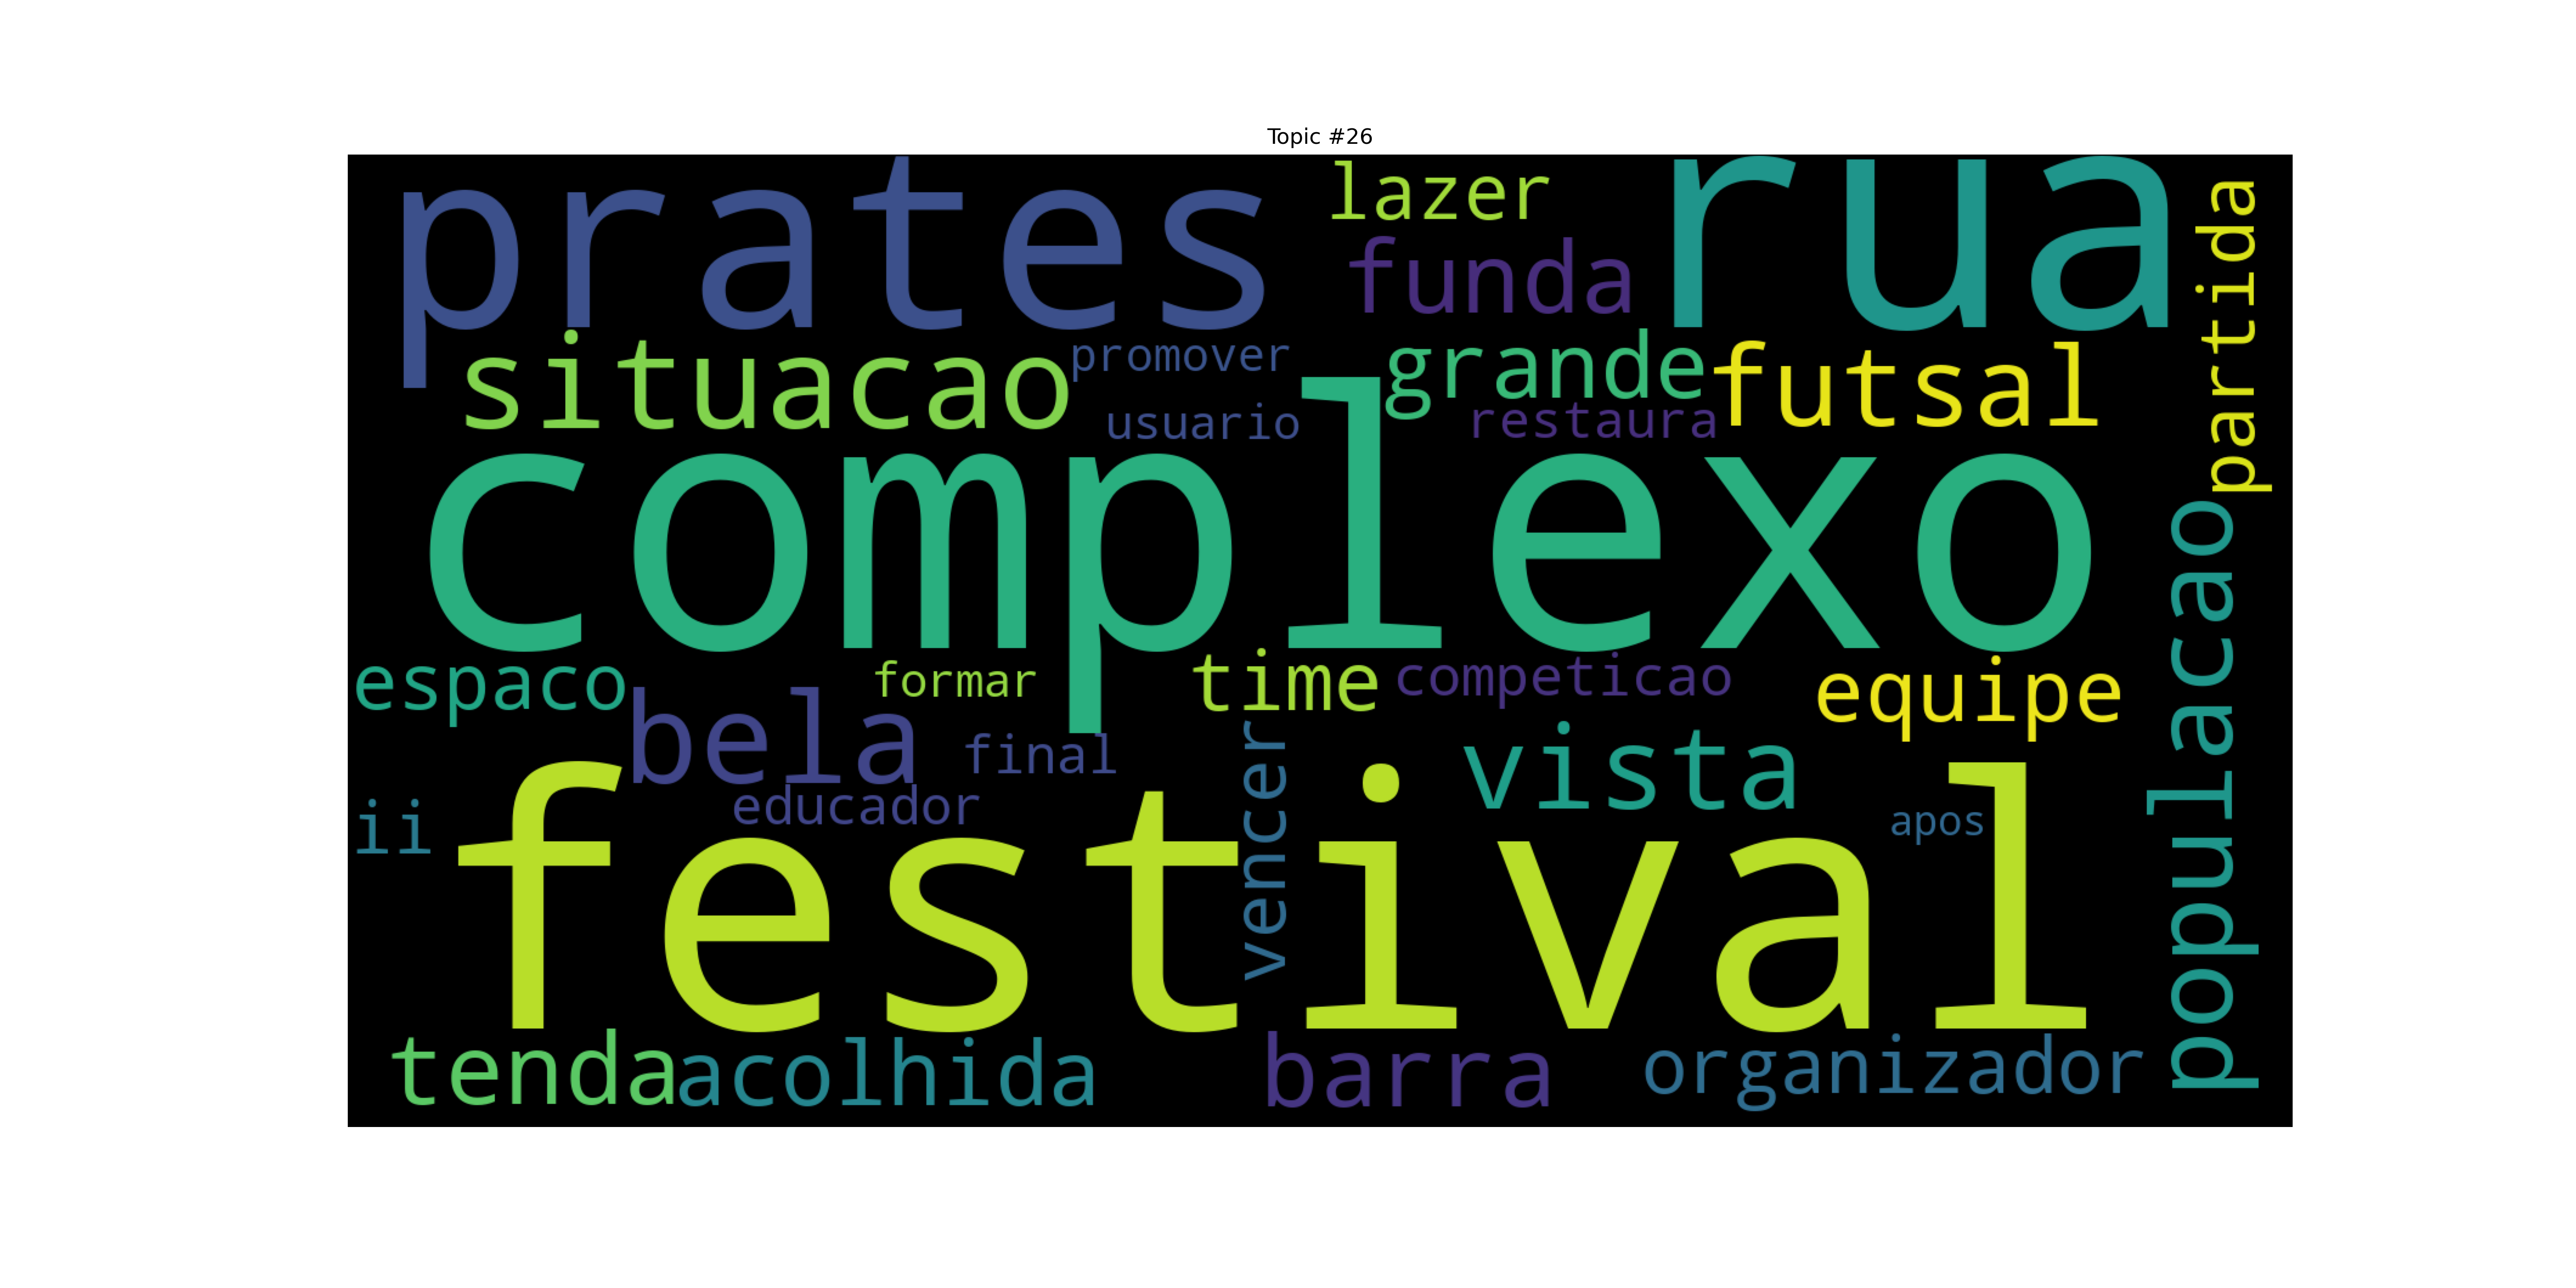 Topic #26
prates
lazer
rua
partida
funda
situacao
promover
grande
futsal
usuario
restaura
complexo
populacao
espaco
formar
time
competicao
equipe
bela
final
vencer
vista
educador
ii
festival
apos
tenda
acolhida
barra
organizador